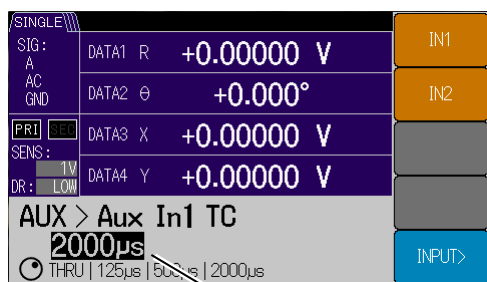 SINGLE
SIG:
A
AC
GND
PRI SEC
SENS:
1V
DR: LOW
DATA1 R +0.00000 V
DATA2 θ +0.000°
DATA3 X +0.00000 V
DATA4 Y +0.00000 V
AUX > Aux In1 TC
2000µs
THRU | 125µs | 500µs | 2000µs
IN1
IN2
INPUT>